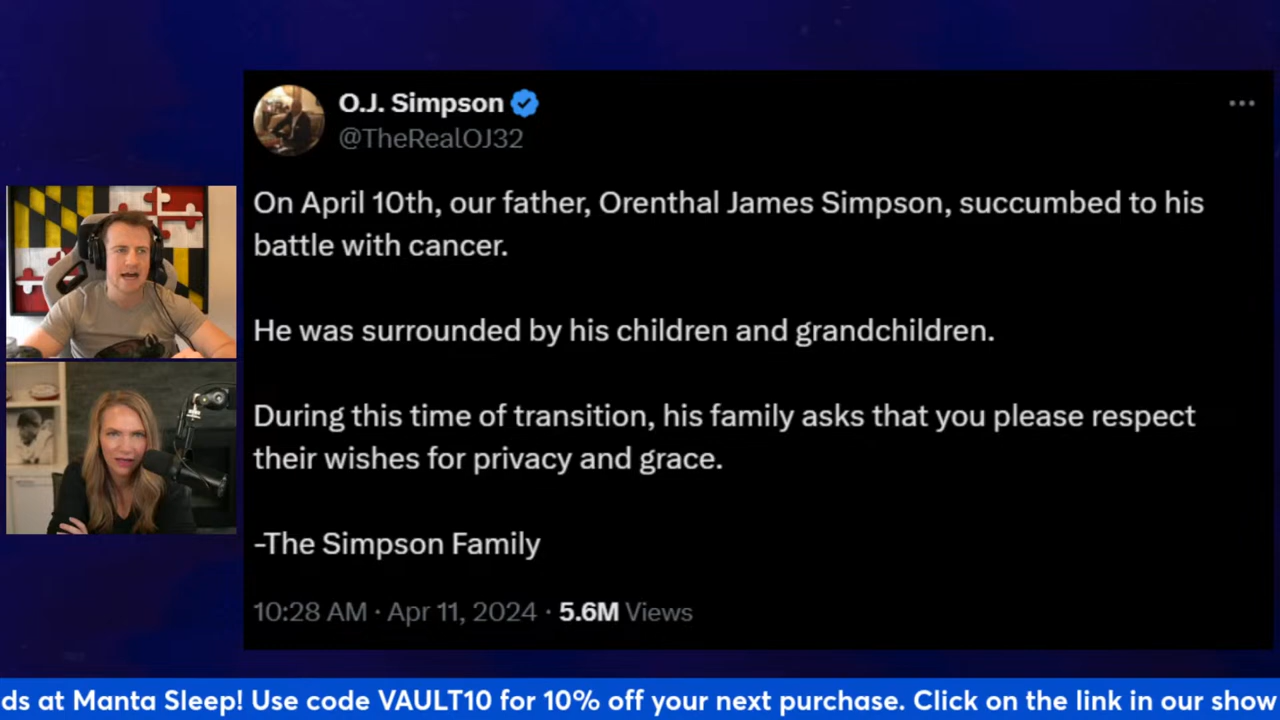 O.J. Simpson
@TheRealOJ32
On April 10th, our father, Orenthal James Simpson, succumbed to his
battle with cancer.
He was surrounded by his children and grandchildren.
During this time of transition, his family asks that you please respect
their wishes for privacy and grace.
-The Simpson Family
10:28 AM · Apr 11, 2024 · 5.6M Views
ds at Manta Sleep! Use code VAULT10 for 10% off your next purchase. Click on the link in our show